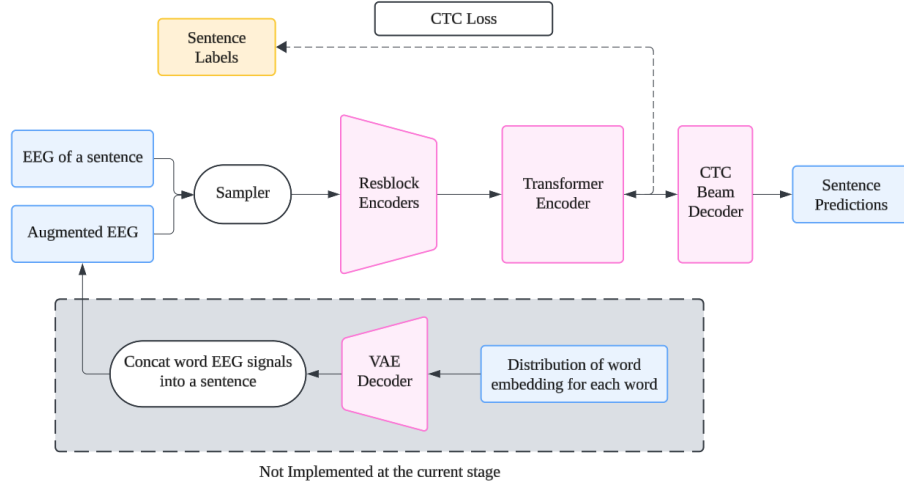 CTC Loss
Sentence
Labels
EEG of a sentence
Augmented EEG
Sampler
Resblock
Encoders
Transformer
Encoder
CTC
Beam
Decoder
Sentence
Predictions
Concat word EEG signals
into a sentence
VAE
Decoder
Distribution of word
embedding for each word
Not Implemented at the current stage